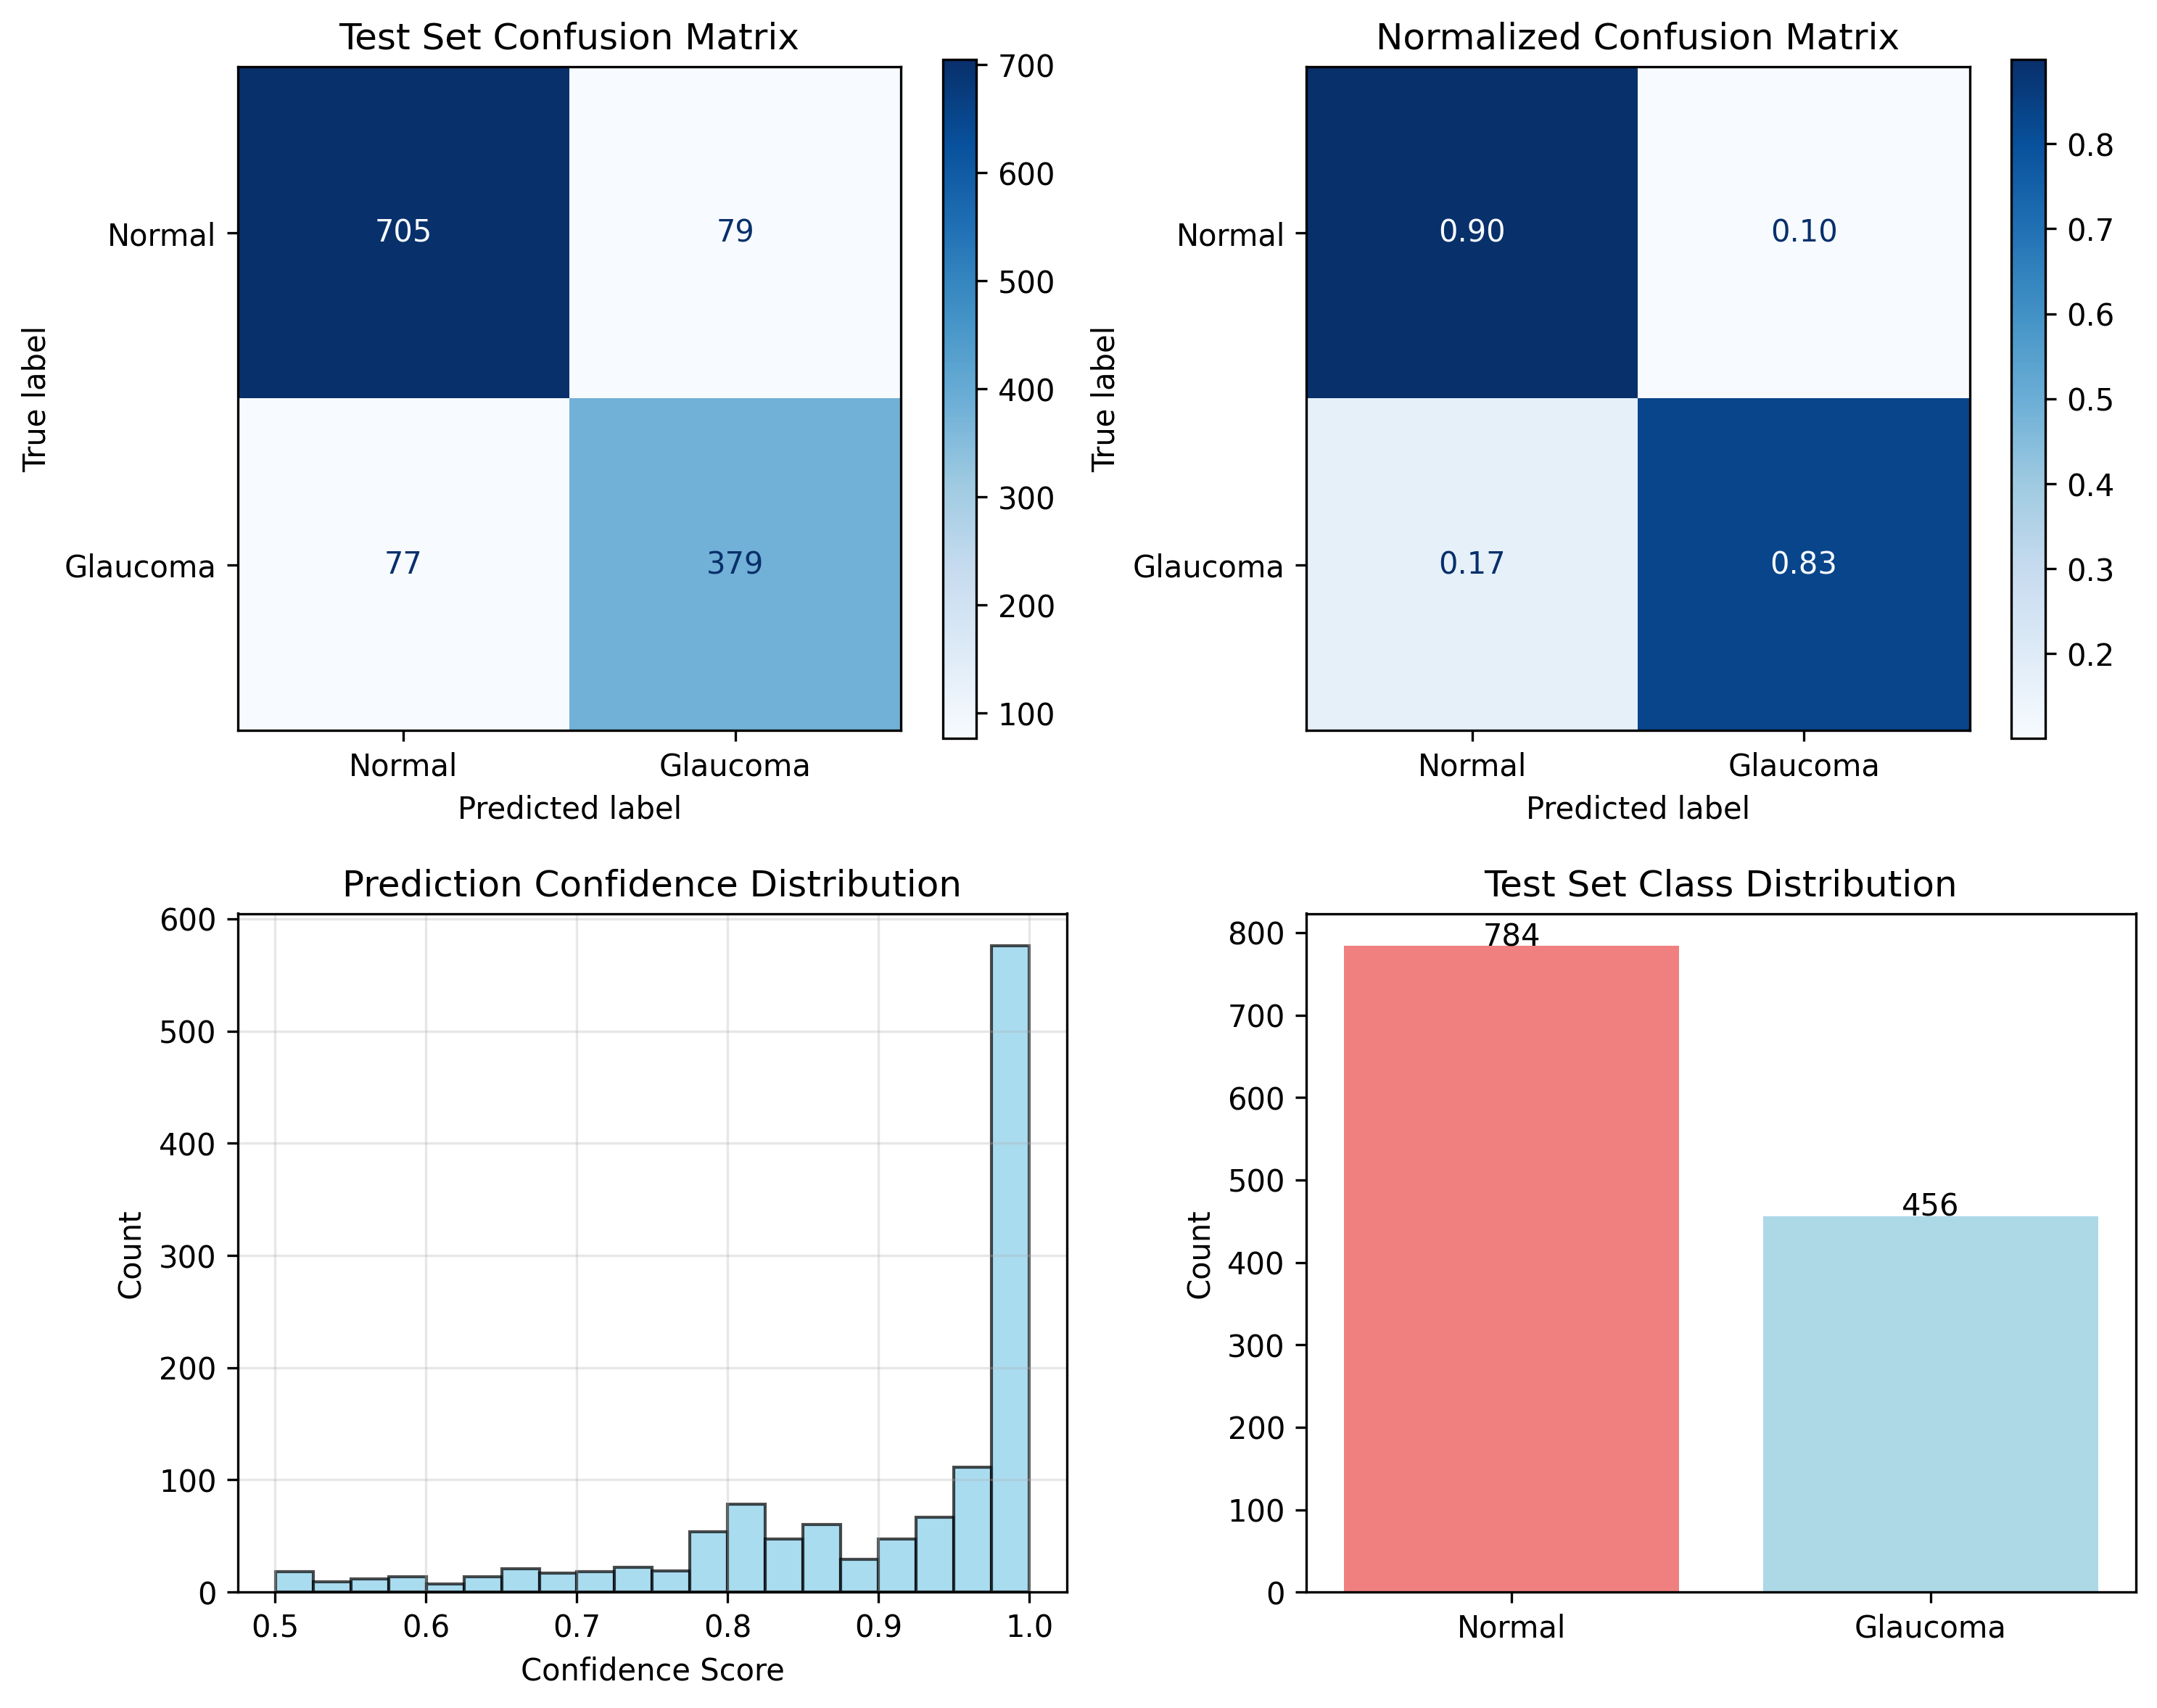 Test Set Confusion Matrix
True label
Normal
Glaucoma
705
79
77
379
Normal
Glaucoma
Predicted label
700
600
500
400
300
200
100
Normalized Confusion Matrix
True label
Normal
Glaucoma
0.90
0.10
0.17
0.83
Normal
Glaucoma
Predicted label
0.8
0.7
0.6
0.5
0.4
0.3
0.2
Prediction Confidence Distribution
Count
600
500
400
300
200
100
0
0.5
0.6
0.7
0.8
0.9
1.0
Confidence Score
Test Set Class Distribution
Count
800
700
600
500
400
300
200
100
0
784
456
Normal
Glaucoma